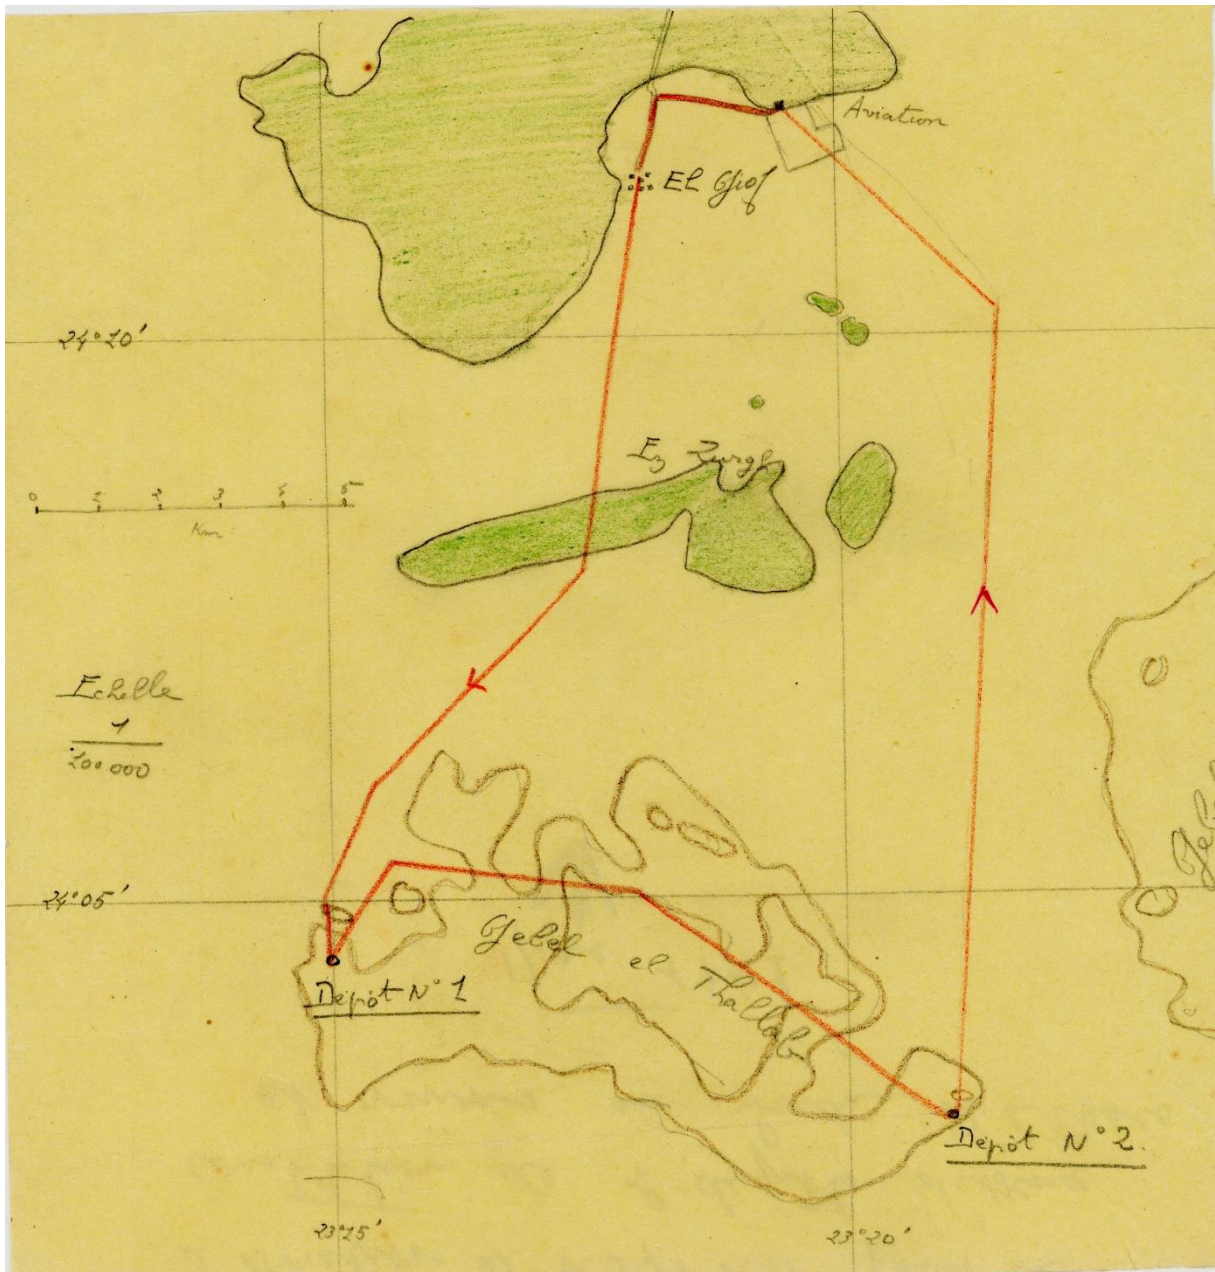 Aviation
El Giof
24°10'
Ez Zurgh
0 1 2 3 4 5
Km
Echelle
1
200 000
24°05'
Gebel el Thallab
Dépôt N° 1
Dépôt N° 2.
23°15'
23°20'